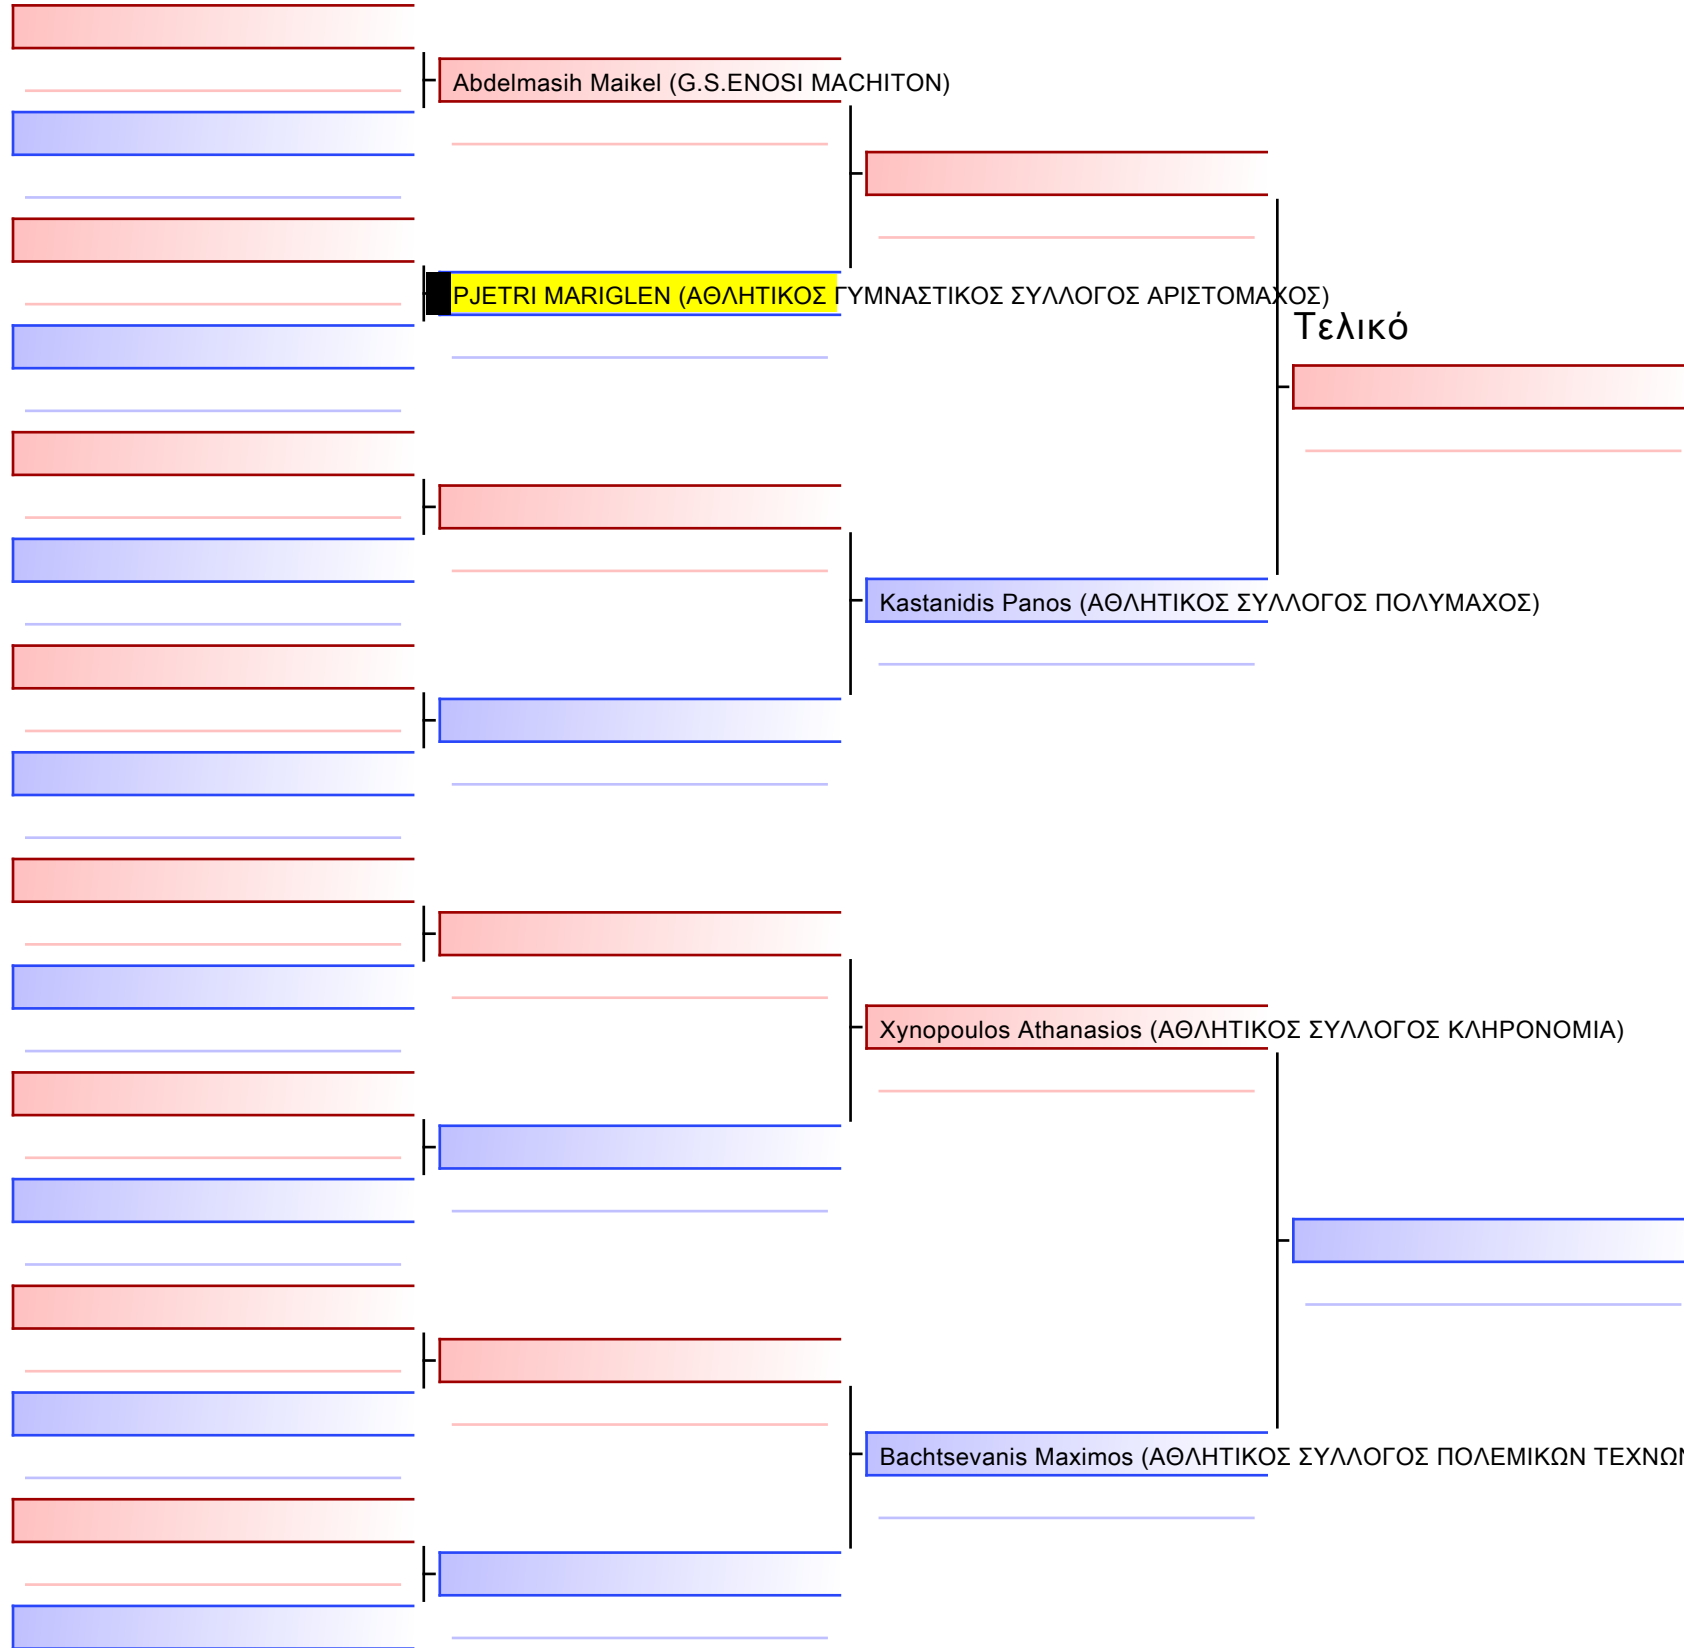 Abdelmasih Maikel (G.S.ENOSI MACHITON)
PJETRI MARIGLEN (ΑΘΛΗΤΙΚΟΣ ΓΥΜΝΑΣΤΙΚΟΣ ΣΥΛΛΟΓΟΣ ΑΡΙΣΤΟΜΑΧΟΣ)
Τελικό
Kastanidis Panos (ΑΘΛΗΤΙΚΟΣ ΣΥΛΛΟΓΟΣ ΠΟΛΥΜΑΧΟΣ)
Xynopoulos Athanasios (ΑΘΛΗΤΙΚΟΣ ΣΥΛΛΟΓΟΣ ΚΛΗΡΟΝΟΜΙΑ)
Bachtsevanis Maximos (ΑΘΛΗΤΙΚΟΣ ΣΥΛΛΟΓΟΣ ΠΟΛΕΜΙΚΩΝ ΤΕΧΝΩΝ